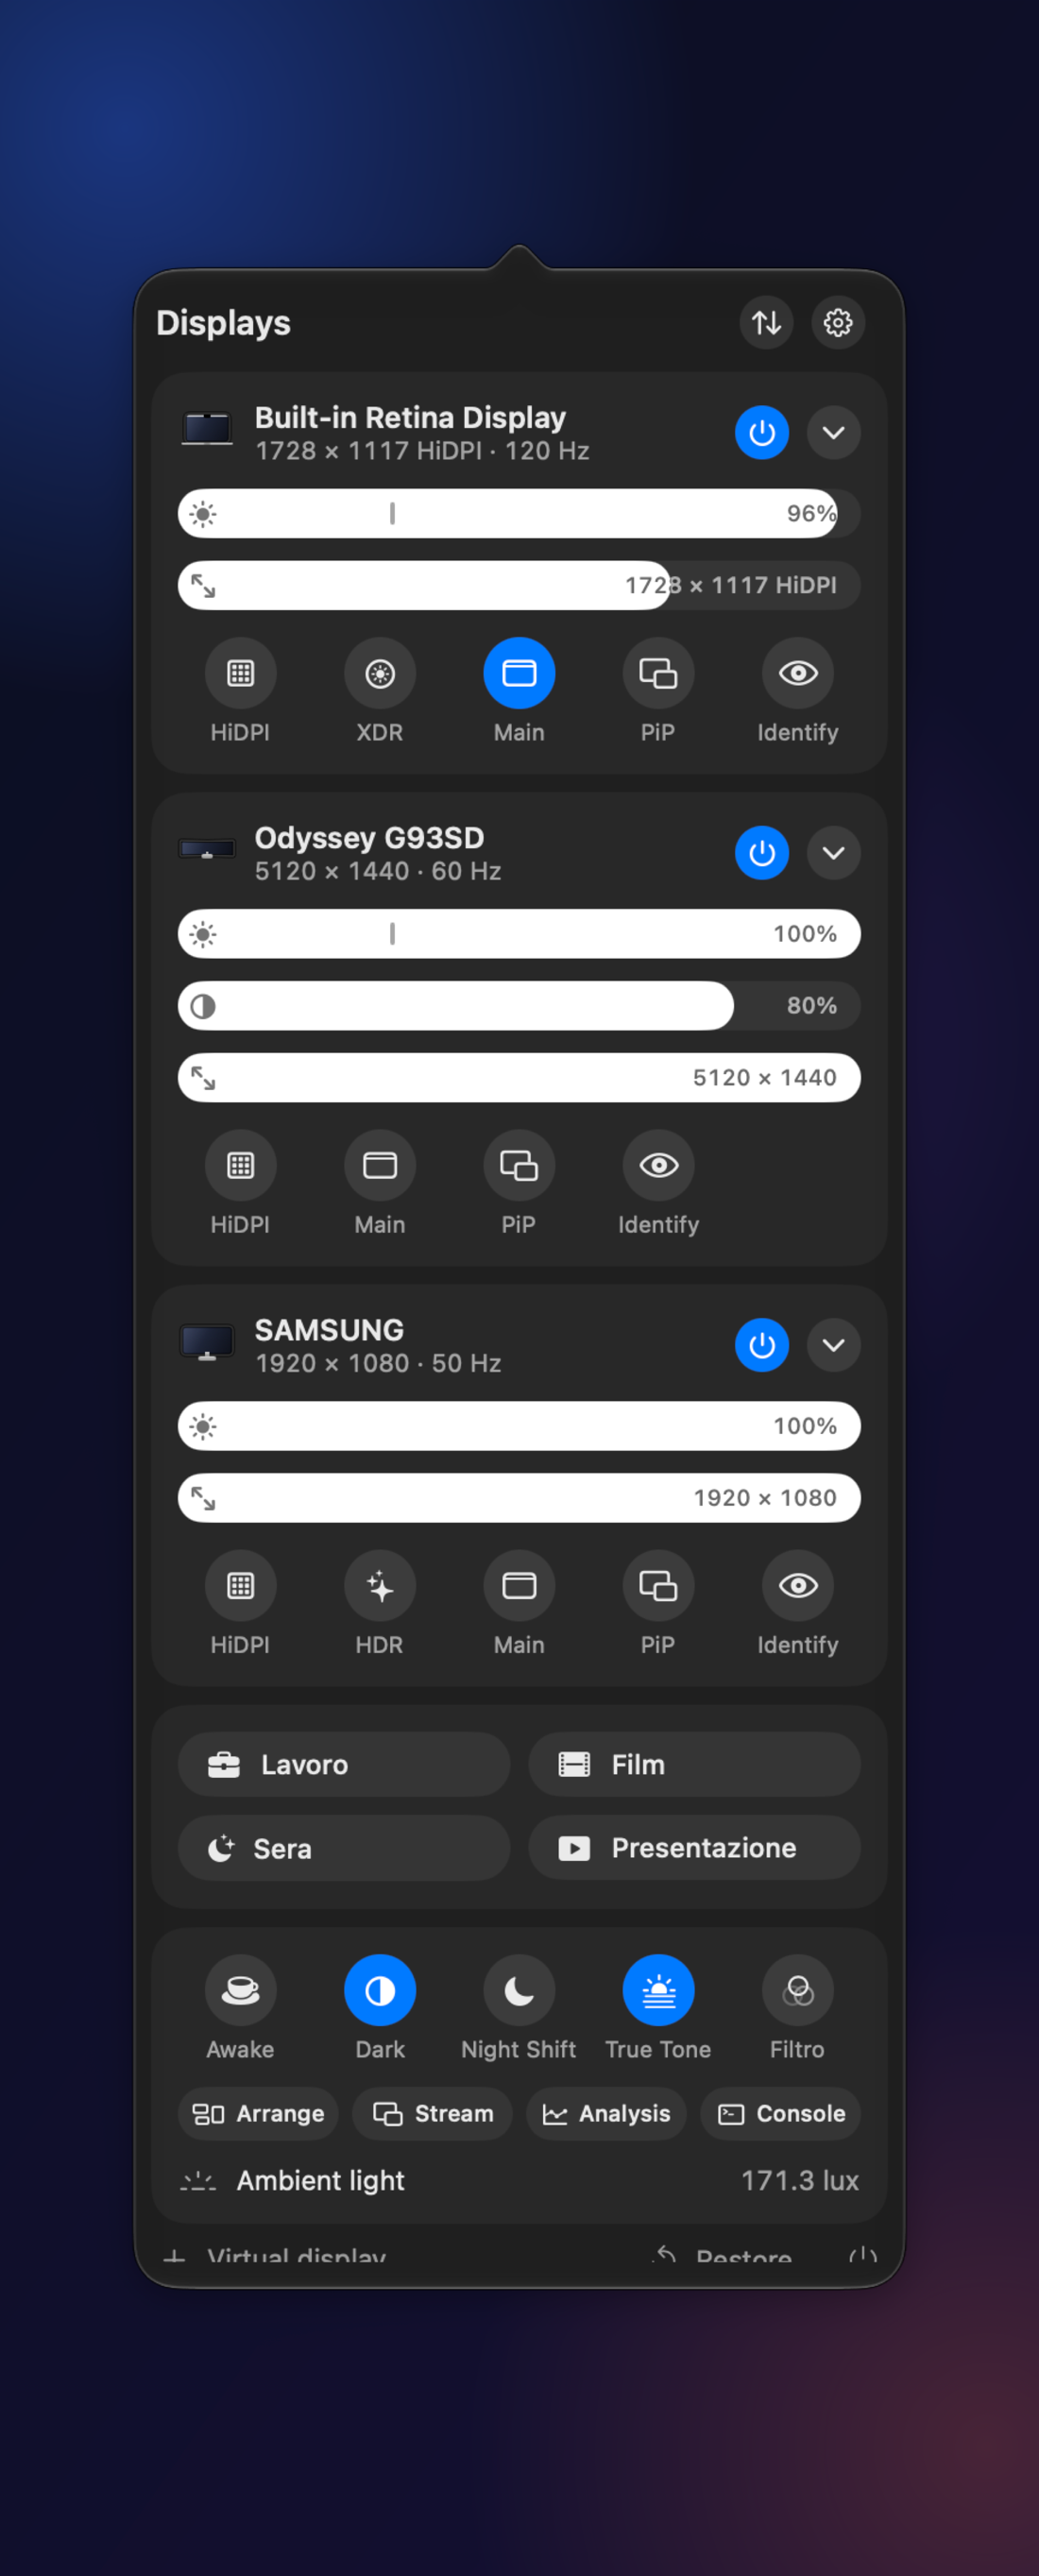 Displays
Built-in Retina Display
1728 × 1117 HiDPI · 120 Hz
96%
1728 × 1117 HiDPI
HiDPI XDR Main PiP Identify
Odyssey G93SD
5120 × 1440 · 60 Hz
100%
80%
5120 × 1440
HiDPI Main PiP Identify
SAMSUNG
1920 × 1080 · 50 Hz
100%
1920 × 1080
HiDPI HDR Main PiP Identify
Lavoro Film
Sera Presentazione
Awake Dark Night Shift True Tone Filtro
Arrange Stream Analysis Console
Ambient light 171.3 lux
Virtual display Restore